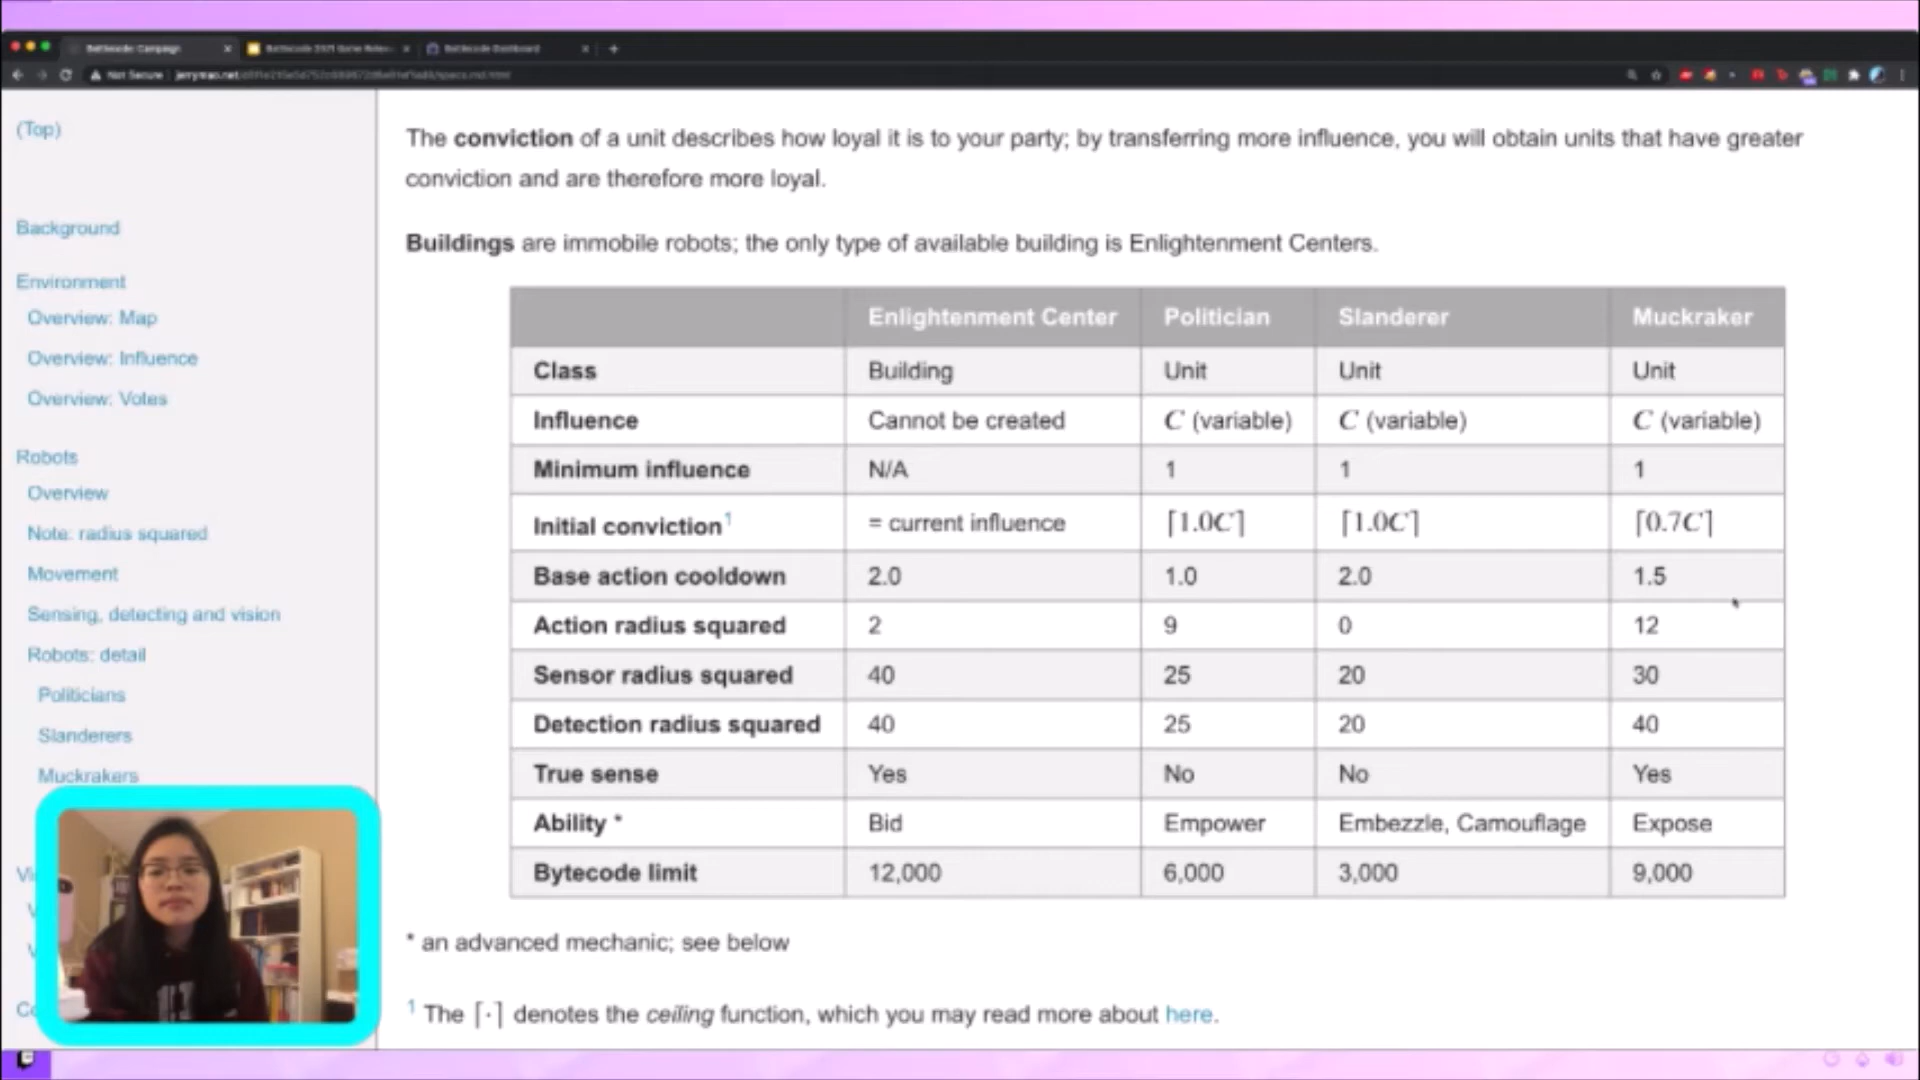 Battlecode: Campaign
Battlecode Dashboard
Not Secure jerrymao.net
(Top)
Background
Environment
Overview: Map
Overview: Influence
Overview: Votes
Robots
Overview
Note: radius squared
Movement
Sensing, detecting and vision
Robots: detail
Politicians
Slanderers
Muckrakers
The conviction of a unit describes how loyal it is to your party; by transferring more influence, you will obtain units that have greater
conviction and are therefore more loyal.
Buildings are immobile robots; the only type of available building is Enlightenment Centers.
Enlightenment Center Politician Slanderer Muckraker
Class Building Unit Unit Unit
Influence Cannot be created C (variable) C (variable) C (variable)
Minimum influence N/A 1 1 1
Initial conviction¹ = current influence ⌈1.0C⌉ ⌈1.0C⌉ ⌈0.7C⌉
Base action cooldown 2.0 1.0 2.0 1.5
Action radius squared 2 9 0 12
Sensor radius squared 40 25 20 30
Detection radius squared 40 25 20 40
True sense Yes No No Yes
Ability * Bid Empower Embezzle, Camouflage Expose
Bytecode limit 12,000 6,000 3,000 9,000
* an advanced mechanic; see below
¹ The ⌈·⌉ denotes the ceiling function, which you may read more about here.